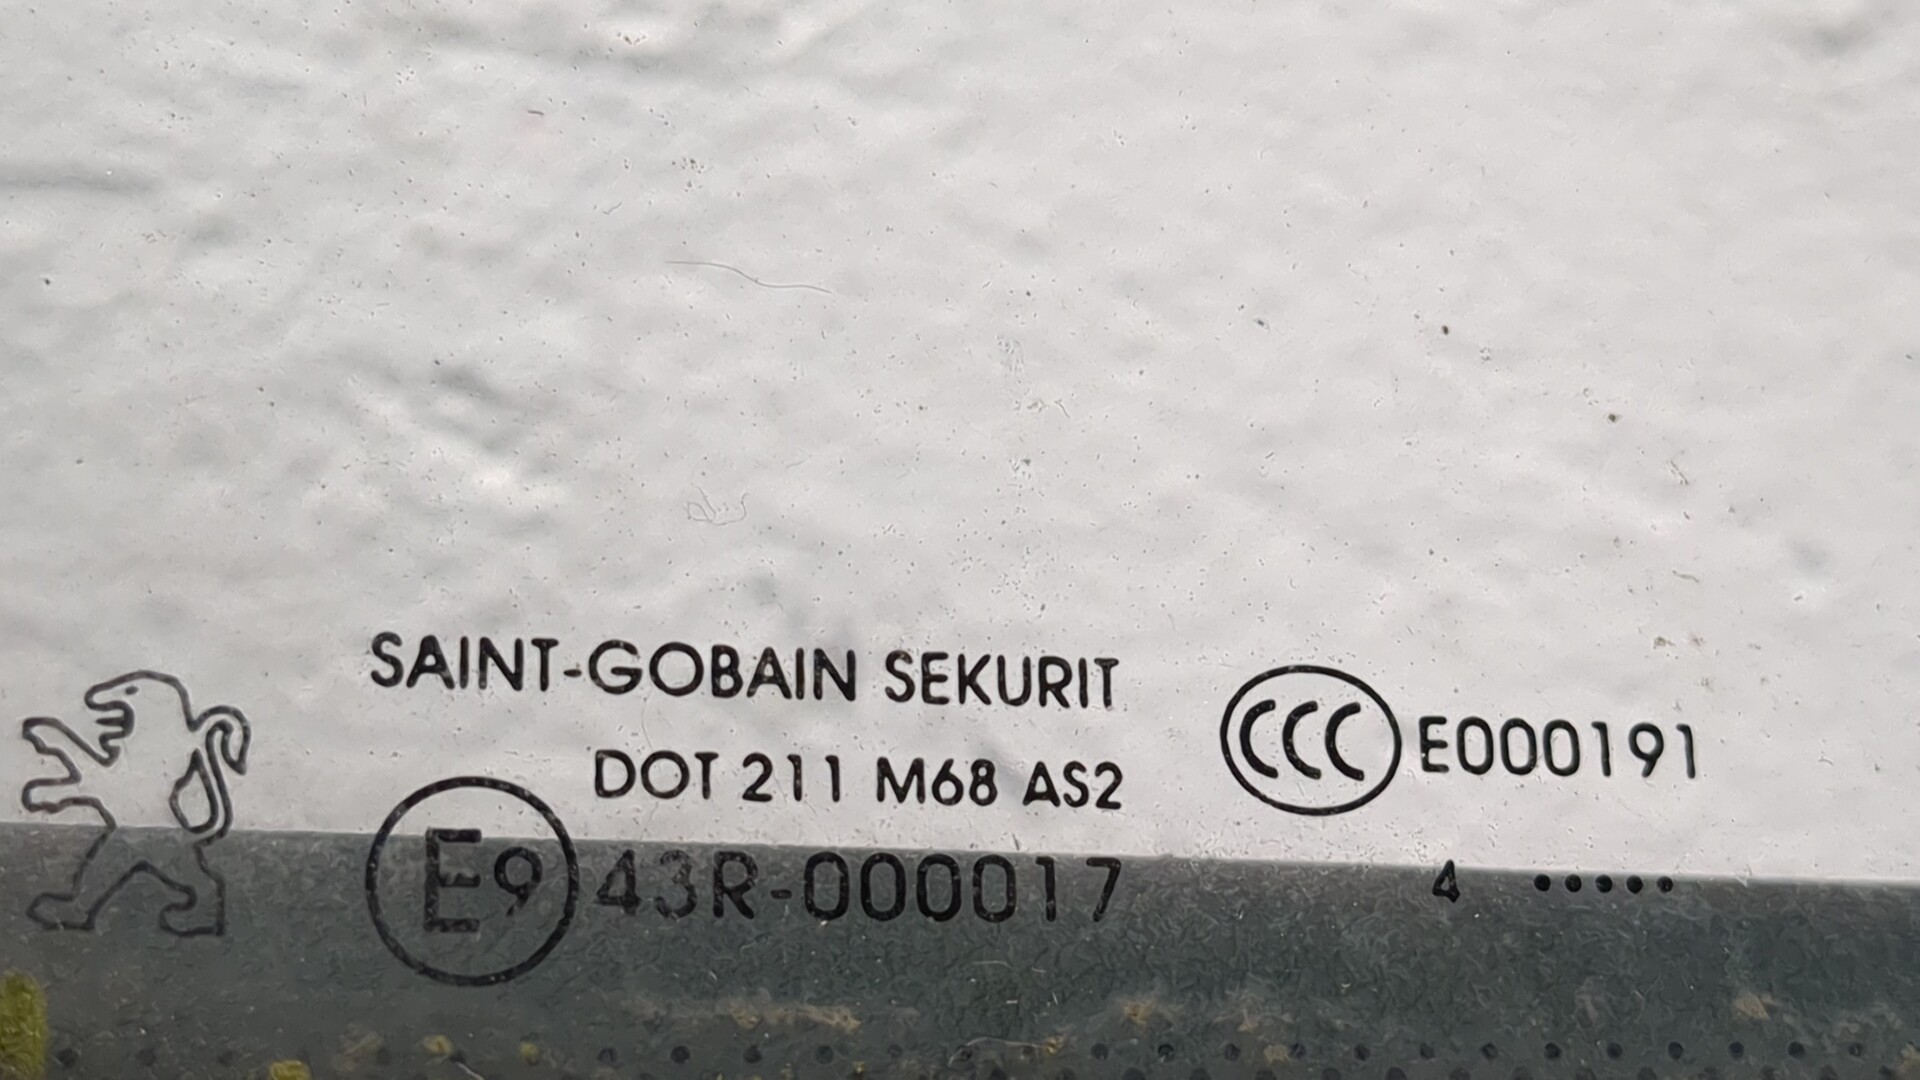 SAINT-GOBAIN SEKURIT
DOT 211 M68 AS2
CCC E000191
E9 43R-000017
4 •••••